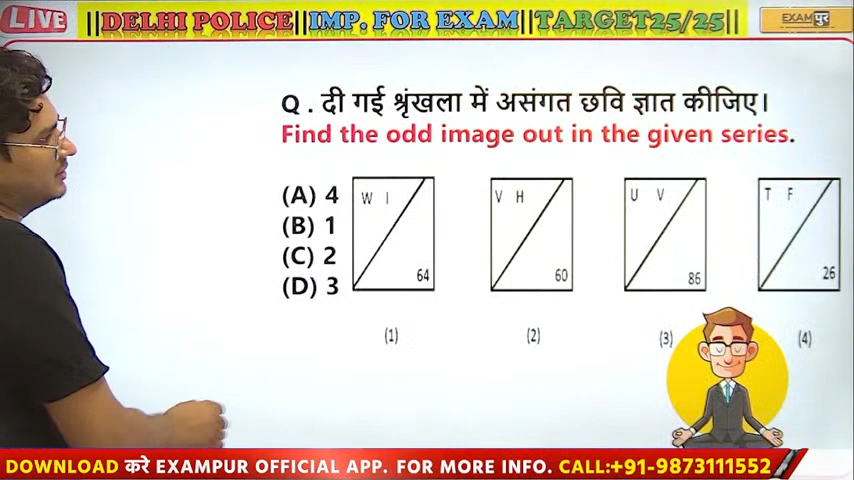 LIVE
||DELHI POLICE||IMP. FOR EXAM||TARGET25/25||
EXAMपुर
Q . दी गई श्रृंखला में असंगत छवि ज्ञात कीजिए।
Find the odd image out in the given series.
(A) 4
(B) 1
(C) 2
(D) 3
W I
64
(1)
V H
60
(2)
U V
86
(3)
T F
26
(4)
DOWNLOAD करे EXAMPUR OFFICIAL APP. FOR MORE INFO. CALL:+91-9873111552